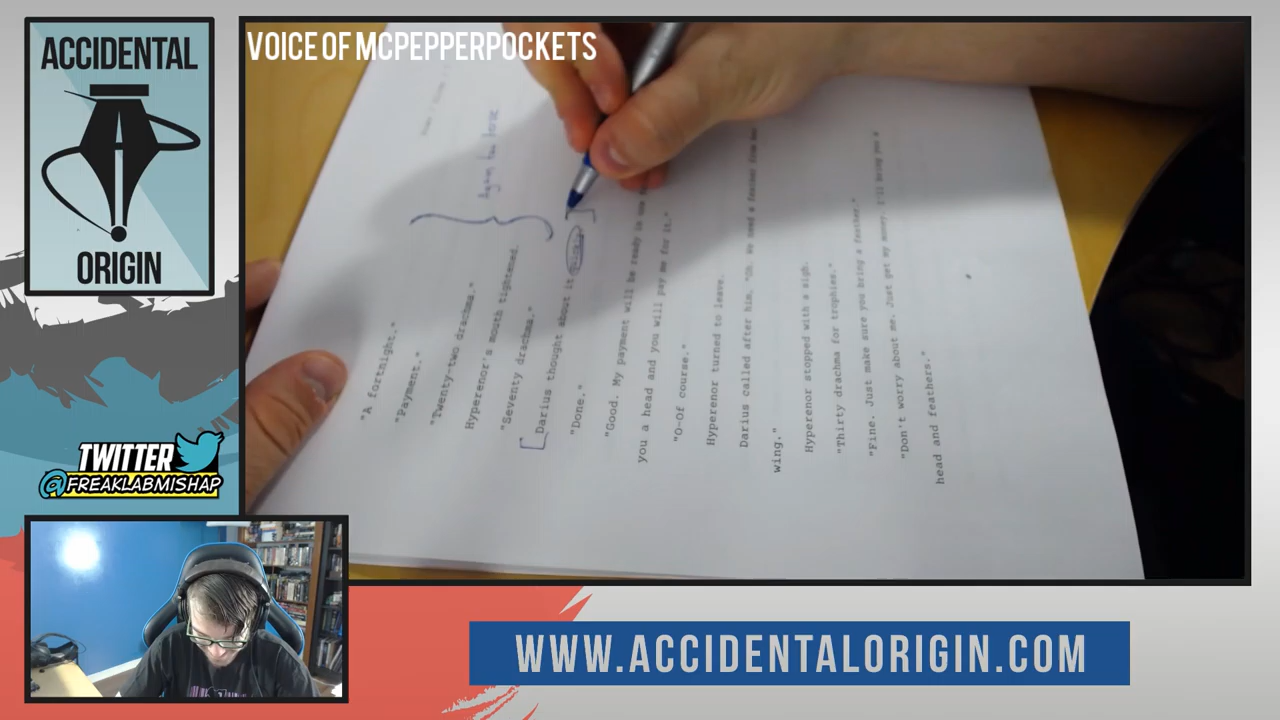 ACCIDENTAL
ORIGIN
VOICE OF MCPEPPERPOCKETS
"A fortnight."
"Payment."
"Twenty-two drachma."
Hyperenor's mouth tightened.
"Seventy drachma."
Darius thought about it
"Done."
"Good. My payment will be ready in
you a head and you will pay me for it."
"O-Of course."
Hyperenor turned to leave.
Darius called after him, "Oh. We need a feather from
wing."
Hyperenor stopped with a sigh.
"Thirty drachma for trophies."
"Fine. Just make sure you bring a feather."
"Don't worry about me. Just get my money. I'll bring you a
head and feathers."
TWITTER
@FREAKLABMISHAP
WWW.ACCIDENTALORIGIN.COM